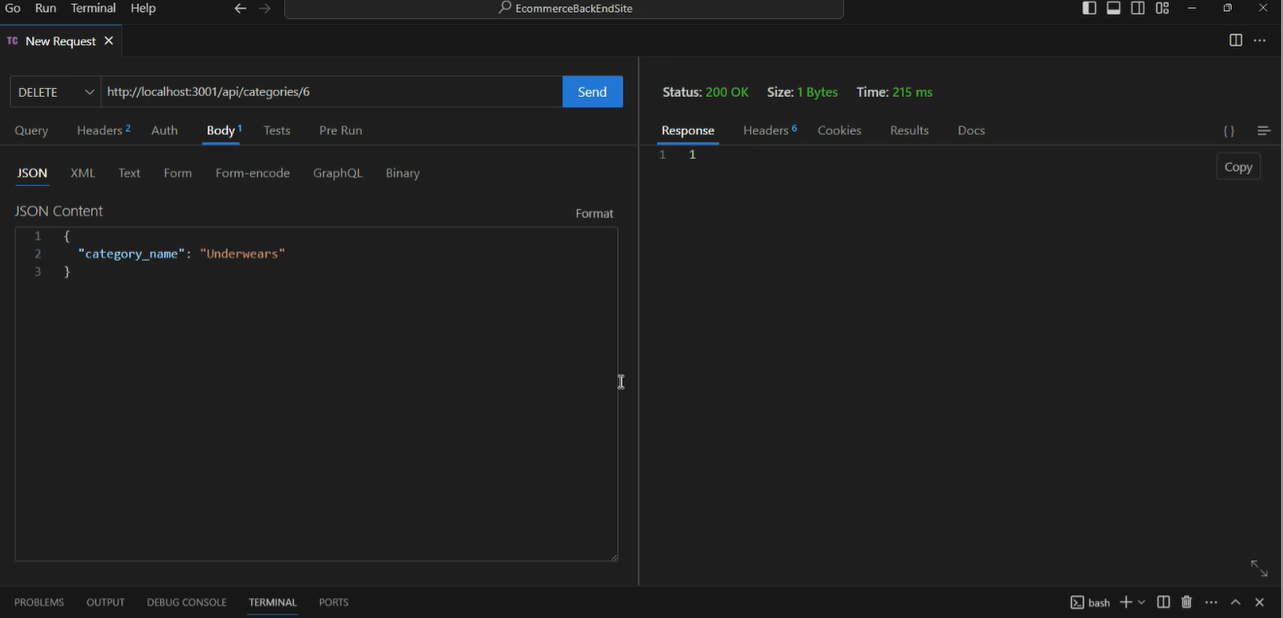 Go Run Terminal Help
EcommerceBackEndSite
TC New Request
DELETE http://localhost:3001/api/categories/6 Send
Status: 200 OK Size: 1 Bytes Time: 215 ms
Query Headers 2 Auth Body 1 Tests Pre Run
Response Headers 6 Cookies Results Docs
{ }
1 1
Copy
JSON XML Text Form Form-encode GraphQL Binary
JSON Content
Format
1 {
2 "category_name": "Underwears"
3 }
PROBLEMS OUTPUT DEBUG CONSOLE TERMINAL PORTS
bash